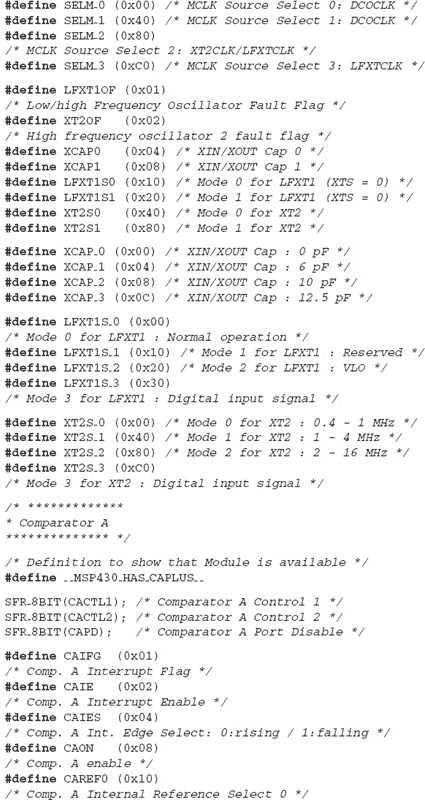 #define SELM_0 (0x00) /* MCLK Source Select 0: DCOCLK */
#define SELM_1 (0x40) /* MCLK Source Select 1: DCOCLK */
#define SELM_2 (0x80)
/* MCLK Source Select 2: XT2CLK/LFXTCLK */
#define SELM_3 (0xC0) /* MCLK Source Select 3: LFXTCLK */
#define LFXT1OF (0x01)
/* Low/high Frequency Oscillator Fault Flag */
#define XT2OF (0x02)
/* High frequency oscillator 2 fault flag */
#define XCAP0 (0x04) /* XIN/XOUT Cap 0 */
#define XCAP1 (0x08) /* XIN/XOUT Cap 1 */
#define LFXT1S0 (0x10) /* Mode 0 for LFXT1 (XTS = 0) */
#define LFXT1S1 (0x20) /* Mode 1 for LFXT1 (XTS = 0) */
#define XT2S0 (0x40) /* Mode 0 for XT2 */
#define XT2S1 (0x80) /* Mode 1 for XT2 */
#define XCAP_0 (0x00) /* XIN/XOUT Cap : 0 pF */
#define XCAP_1 (0x04) /* XIN/XOUT Cap : 6 pF */
#define XCAP_2 (0x08) /* XIN/XOUT Cap : 10 pF */
#define XCAP_3 (0x0C) /* XIN/XOUT Cap : 12.5 pF */
#define LFXT1S_0 (0x00)
/* Mode 0 for LFXT1 : Normal operation */
#define LFXT1S_1 (0x10) /* Mode 1 for LFXT1 : Reserved */
#define LFXT1S_2 (0x20) /* Mode 2 for LFXT1 : VLO */
#define LFXT1S_3 (0x30)
/* Mode 3 for LFXT1 : Digital input signal */
#define XT2S_0 (0x00) /* Mode 0 for XT2 : 0.4 - 1 MHz */
#define XT2S_1 (0x40) /* Mode 1 for XT2 : 1 - 4 MHz */
#define XT2S_2 (0x80) /* Mode 2 for XT2 : 2 - 16 MHz */
#define XT2S_3 (0xC0)
/* Mode 3 for XT2 : Digital input signal */
/* *************
* Comparator A
************** */
/* Definition to show that Module is available */
#define __MSP430_HAS_CAPLUS__
SFR_8BIT(CACTL1); /* Comparator A Control 1 */
SFR_8BIT(CACTL2); /* Comparator A Control 2 */
SFR_8BIT(CAPD); /* Comparator A Port Disable */
#define CAIFG (0x01)
/* Comp. A Interrupt Flag */
#define CAIE (0x02)
/* Comp. A Interrupt Enable */
#define CAIES (0x04)
/* Comp. A Int. Edge Select: 0:rising / 1:falling */
#define CAON (0x08)
/* Comp. A enable */
#define CAREF0 (0x10)
/* Comp. A Internal Reference Select 0 */